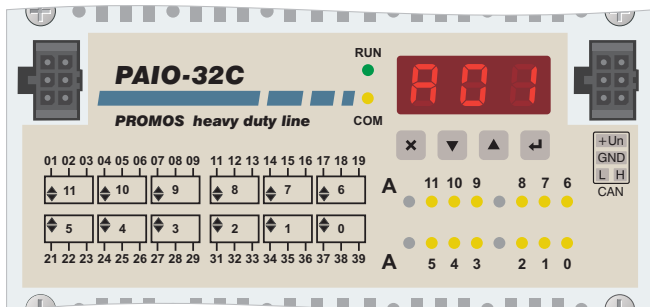 RUN
PAIO-32C
A01
COM
PROMOS heavy duty line
+Un
GND
L H
CAN
01 02 03 04 05 06 07 08 09 11 12 13 14 15 16 17 18 19
11 10 9 8 7 6
5 4 3 2 1 0
21 22 23 24 25 26 27 28 29 31 32 33 34 35 36 37 38 39
A 11 10 9 8 7 6
A 5 4 3 2 1 0